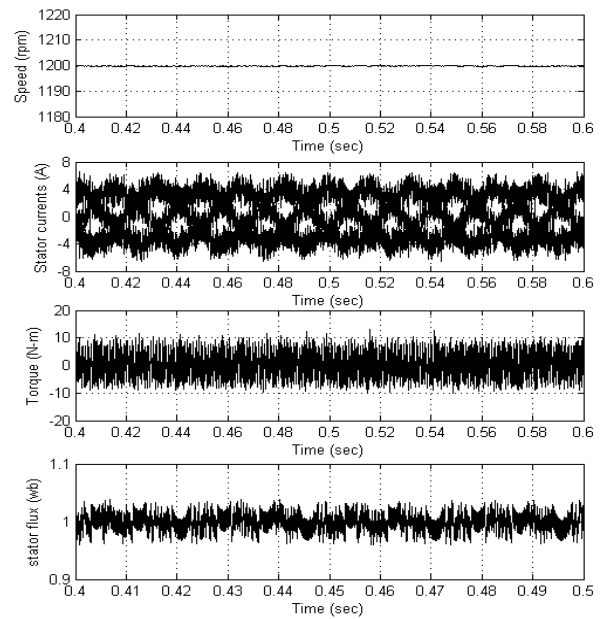 1220
1210
1200
1190
1180
Speed (rpm)
0.4 0.42 0.44 0.46 0.48 0.5 0.52 0.54 0.56 0.58 0.6
Time (sec)
8
4
0
-4
-8
Stator currents (A)
0.4 0.42 0.44 0.46 0.48 0.5 0.52 0.54 0.56 0.58 0.6
Time (sec)
20
10
0
-10
-20
Torque (N-m)
0.4 0.42 0.44 0.46 0.48 0.5 0.52 0.54 0.56 0.58 0.6
Time (sec)
1.1
1
0.9
stator flux (wb)
0.4 0.41 0.42 0.43 0.44 0.45 0.46 0.47 0.48 0.49 0.5
Time (sec)